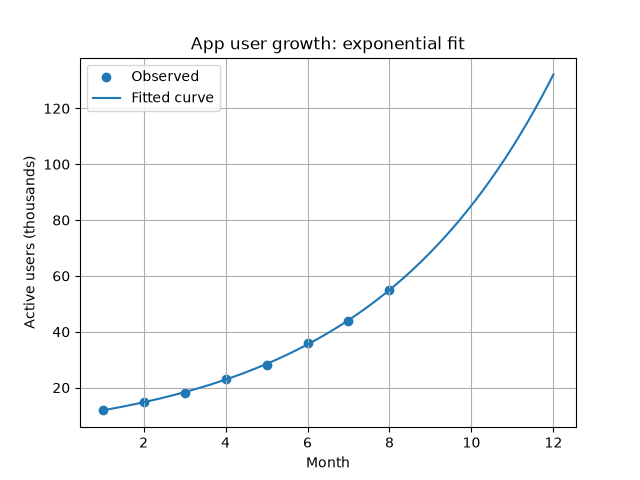 App user growth: exponential fit
Observed
Fitted curve
Active users (thousands)
120
100
80
60
40
20
2 4 6 8 10 12
Month